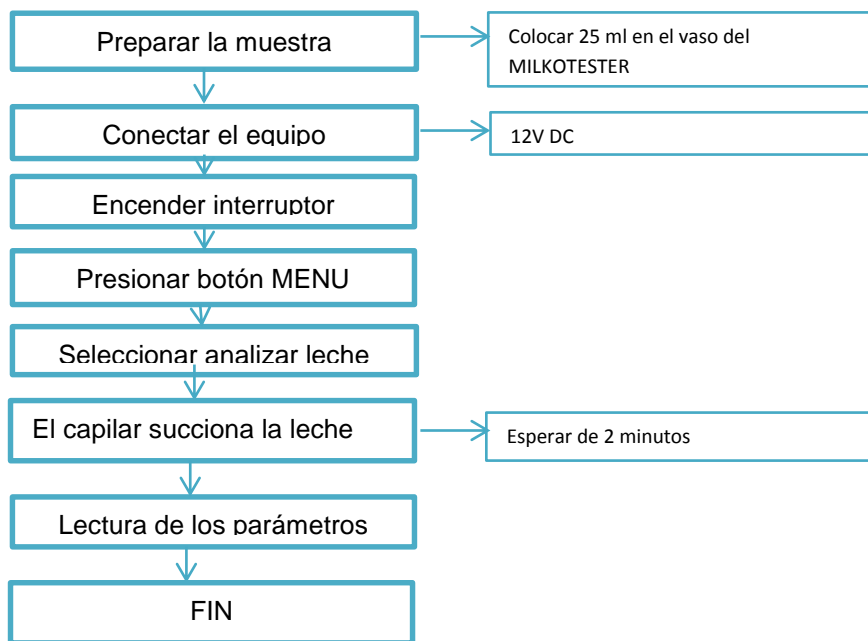 Preparar la muestra
Colocar 25 ml en el vaso del
MILKOTESTER
Conectar el equipo
12V DC
Encender interruptor
Presionar botón MENU
Seleccionar analizar leche
El capilar succiona la leche
Esperar de 2 minutos
Lectura de los parámetros
FIN